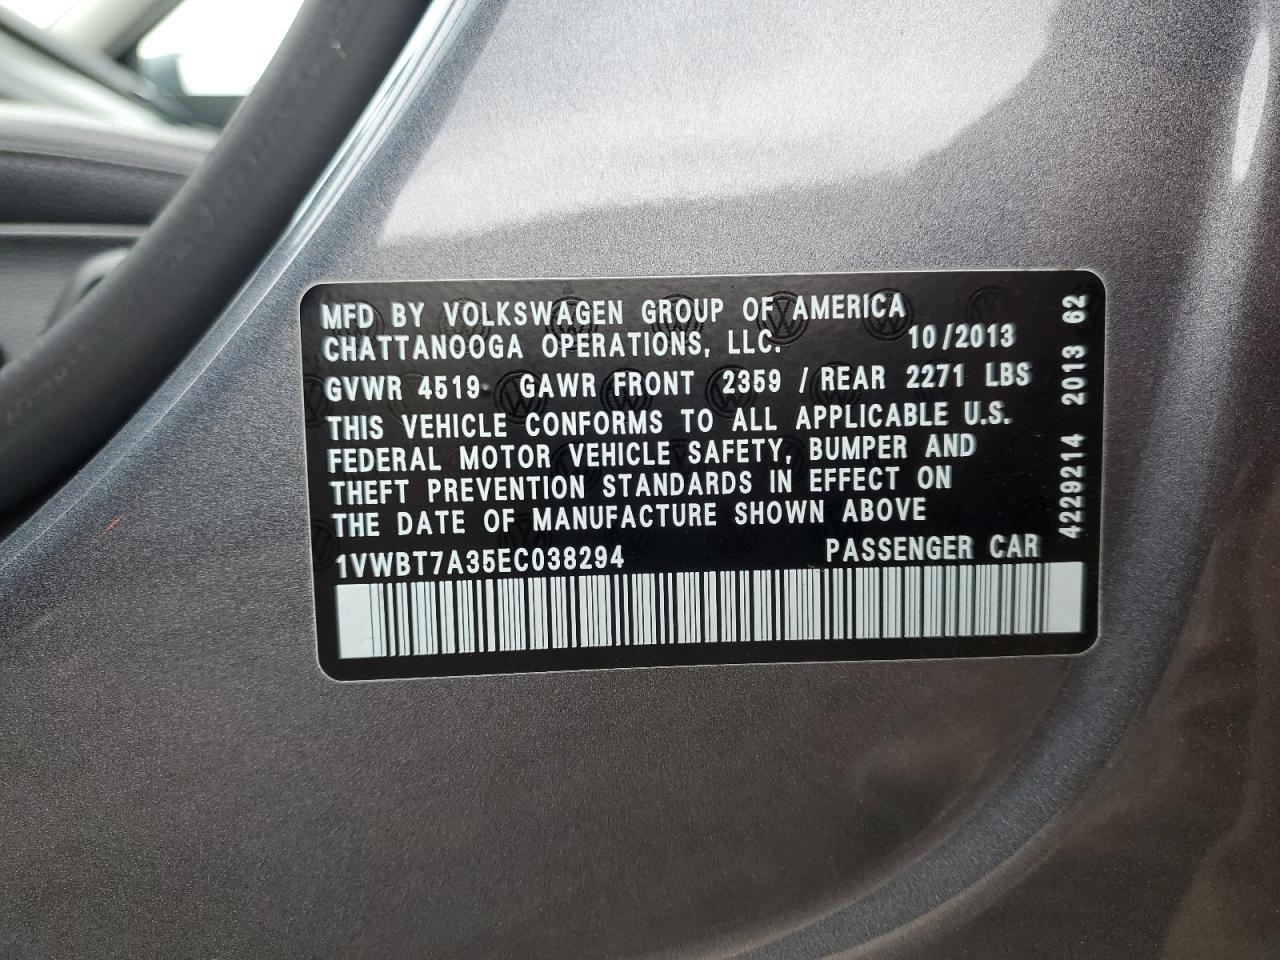 MFD BY VOLKSWAGEN GROUP OF AMERICA
CHATTANOOGA OPERATIONS, LLC. 10/2013
GVWR 4519 GAWR FRONT 2359 / REAR 2271 LBS
THIS VEHICLE CONFORMS TO ALL APPLICABLE U.S.
FEDERAL MOTOR VEHICLE SAFETY, BUMPER AND
THEFT PREVENTION STANDARDS IN EFFECT ON
THE DATE OF MANUFACTURE SHOWN ABOVE
1VWBT7A35EC038294 PASSENGER CAR
4229214 2013 62